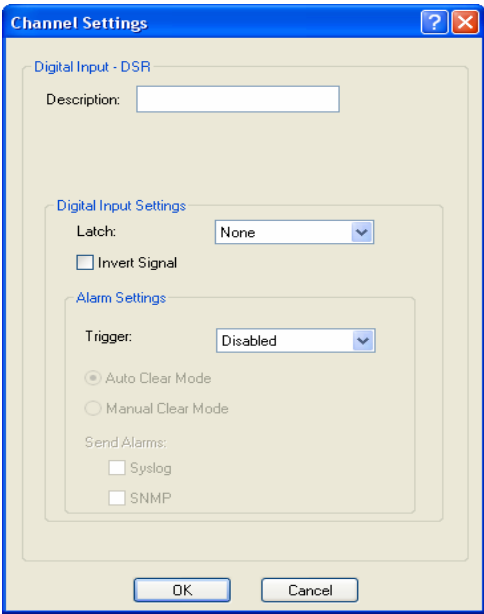 Channel Settings
Digital Input - DSR
Description:
Digital Input Settings
Latch: None
Invert Signal
Alarm Settings
Trigger: Disabled
Auto Clear Mode
Manual Clear Mode
Send Alarms:
Syslog
SNMP
OK Cancel